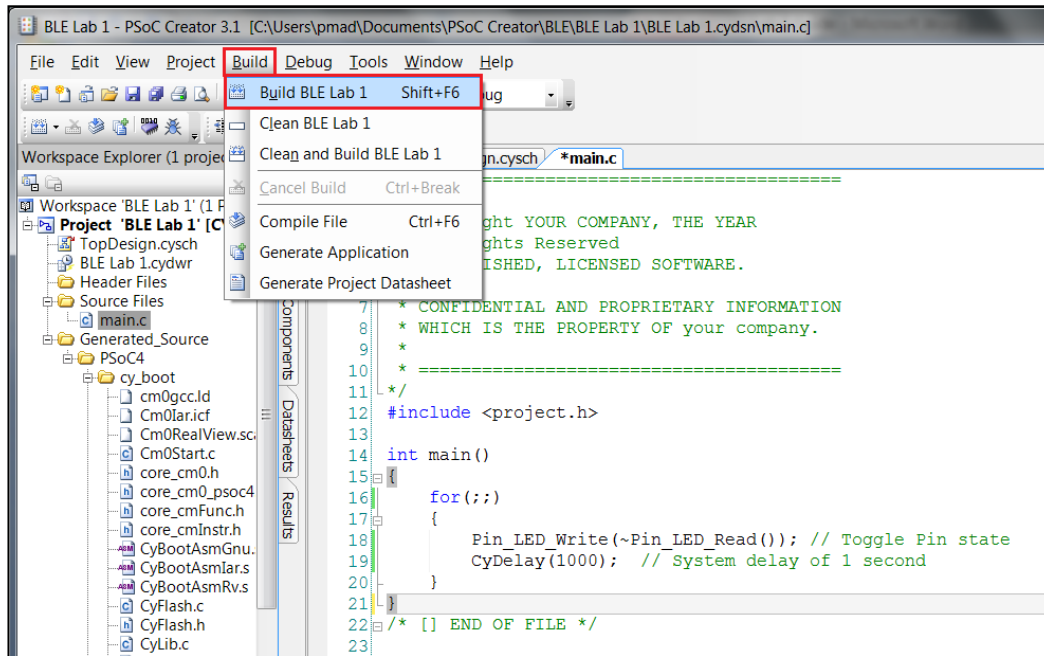 BLE Lab 1 - PSoC Creator 3.1 [C:\Users\pmad\Documents\PSoC Creator\BLE\BLE Lab 1\BLE Lab 1.cydsn\main.c]
File Edit View Project Build Debug Tools Window Help
Build BLE Lab 1 Shift+F6
Clean BLE Lab 1
Clean and Build BLE Lab 1
Cancel Build Ctrl+Break
Compile File Ctrl+F6
Generate Application
Generate Project Datasheet
Workspace Explorer (1 projec
*main.c
Workspace 'BLE Lab 1' (1 P
Project 'BLE Lab 1' [CY
TopDesign.cysch
BLE Lab 1.cydwr
Header Files
Source Files
main.c
Generated_Source
PSoC4
cy_boot
cm0gcc.ld
Cm0Iar.icf
Cm0RealView.sca
Cm0Start.c
core_cm0.h
core_cm0_psoc4
core_cmFunc.h
core_cmInstr.h
CyBootAsmGnu.
CyBootAsmIar.s
CyBootAsmRv.s
CyFlash.c
CyFlash.h
CyLib.c
Components
Datasheets
Results
========================================
ght YOUR COMPANY, THE YEAR
ghts Reserved
ISHED, LICENSED SOFTWARE.
7 * CONFIDENTIAL AND PROPRIETARY INFORMATION
8 * WHICH IS THE PROPERTY OF your company.
9 *
10 * ========================================
11 */
12 #include <project.h>
13
14 int main()
15 {
16 for(;;)
17 {
18 Pin_LED_Write(~Pin_LED_Read()); // Toggle Pin state
19 CyDelay(1000); // System delay of 1 second
20 }
21 }
22 /* [] END OF FILE */
23